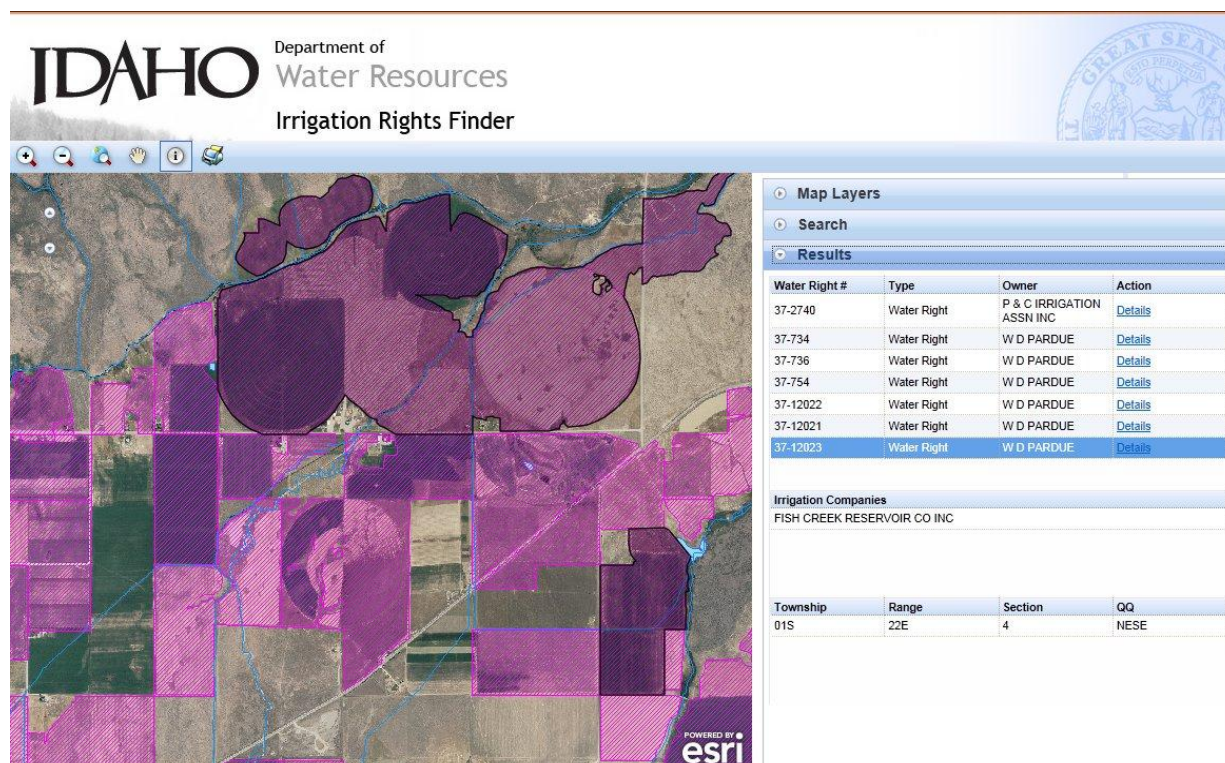 IDAHO
Department of
Water Resources
Irrigation Rights Finder
GREAT SEAL
Map Layers
Search
Results
Water Right # Type Owner Action
37-2740 Water Right P & C IRRIGATION ASSN INC Details
37-734 Water Right W D PARDUE Details
37-736 Water Right W D PARDUE Details
37-754 Water Right W D PARDUE Details
37-12022 Water Right W D PARDUE Details
37-12021 Water Right W D PARDUE Details
37-12023 Water Right W D PARDUE Details
Irrigation Companies
FISH CREEK RESERVOIR CO INC
Township Range Section QQ
01S 22E 4 NESE
POWERED BY
esri